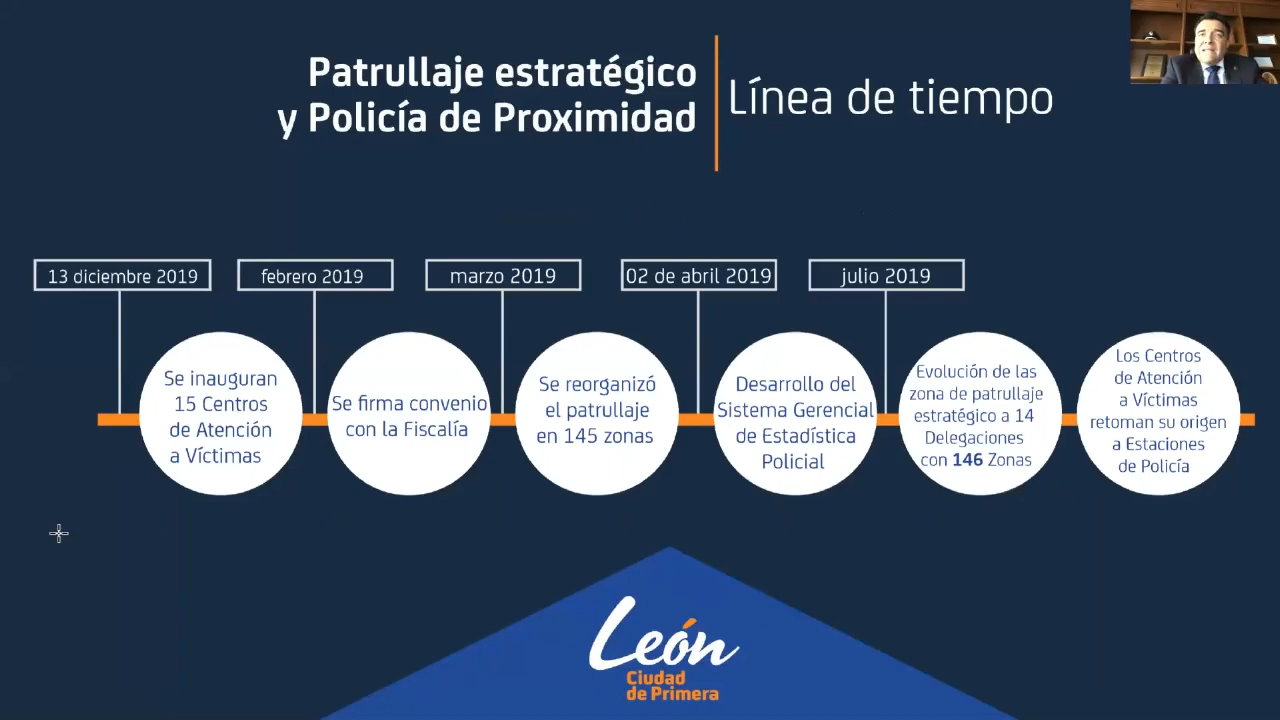 Patrullaje estratégico
y Policía de Proximidad
Línea de tiempo
13 diciembre 2019
febrero 2019
marzo 2019
02 de abril 2019
julio 2019
Se inauguran
15 Centros
de Atención
a Víctimas
Se firma convenio
con la Fiscalía
Se reorganizó
el patrullaje
en 145 zonas
Desarrollo del
Sistema Gerencial
de Estadística
Policial
Evolución de las
zona de patrullaje
estratégico a 14
Delegaciones
con 146 Zonas
Los Centros
de Atención
a Víctimas
retoman su origen
a Estaciones
de Policía
León
Ciudad
de Primera